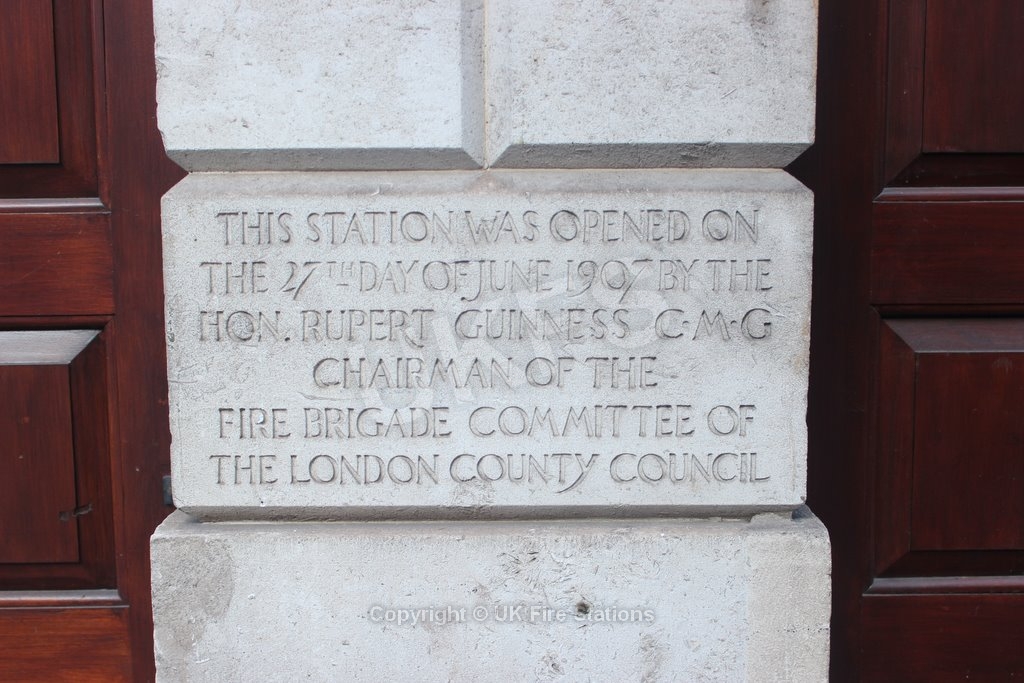 THIS STATION WAS OPENED ON
THE 27TH DAY OF JUNE 1907 BY THE
HON. RUPERT GUINNESS C·M·G
CHAIRMAN OF THE
FIRE BRIGADE COMMITTEE OF
THE LONDON COUNTY COUNCIL
UKFS
Copyright © UK Fire Stations